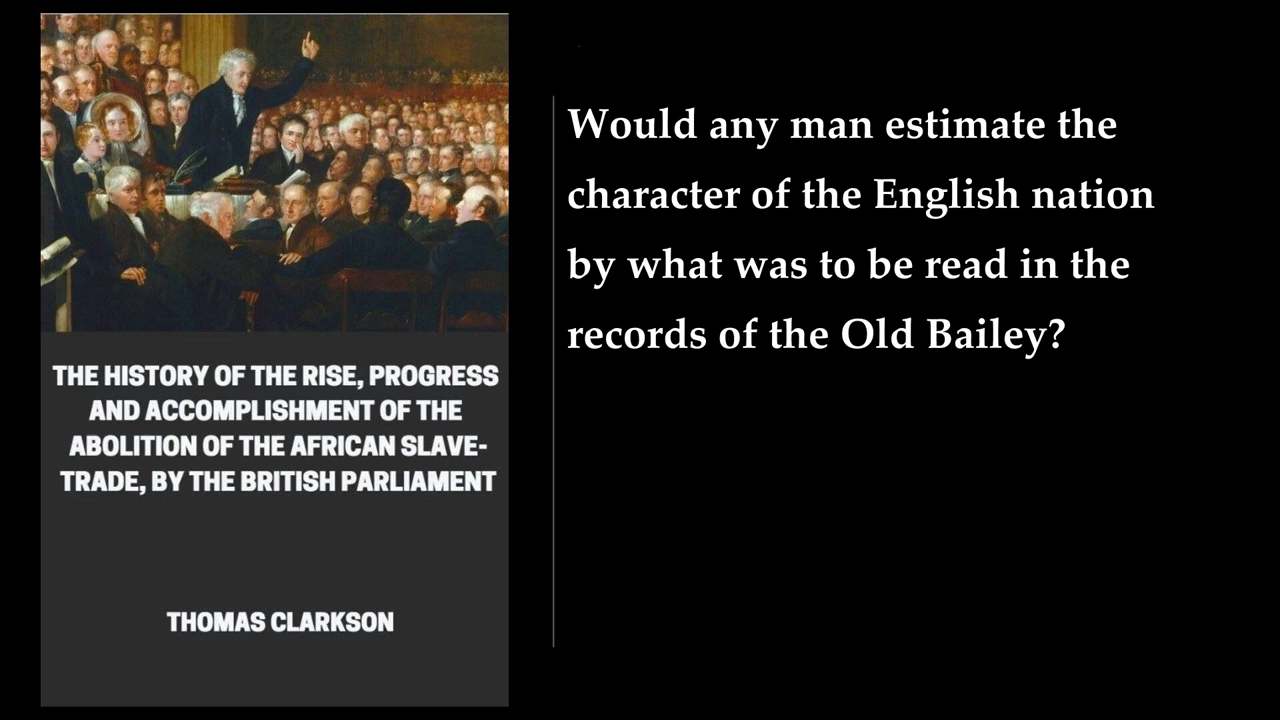 THE HISTORY OF THE RISE, PROGRESS
AND ACCOMPLISHMENT OF THE
ABOLITION OF THE AFRICAN SLAVE-
TRADE, BY THE BRITISH PARLIAMENT
THOMAS CLARKSON
Would any man estimate the
character of the English nation
by what was to be read in the
records of the Old Bailey?